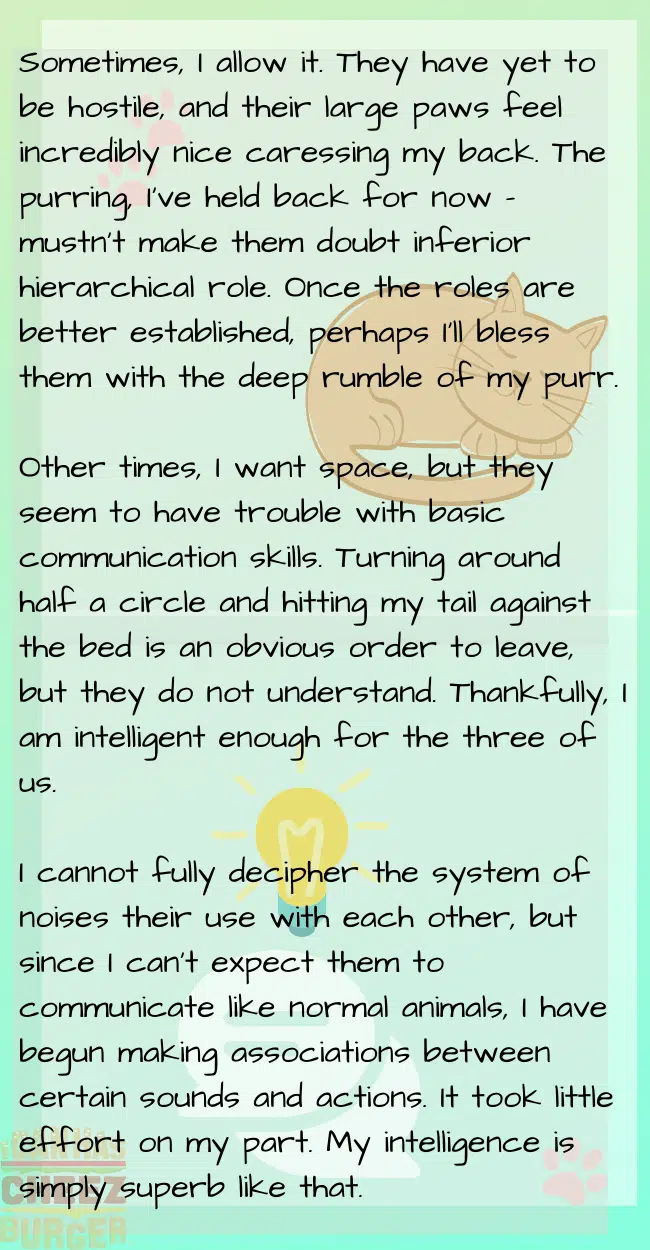 Sometimes, I allow it. They have yet to
be hostile, and their large paws feel
incredibly nice caressing my back. The
purring, I've held back for now -
mustn't make them doubt inferior
hierarchical role. Once the roles are
better established, perhaps I'll bless
them with the deep rumble of my purr.
Other times, I want space, but they
seem to have trouble with basic
communication skills. Turning around
half a circle and hitting my tail against
the bed is an obvious order to leave,
but they do not understand. Thankfully, I
am intelligent enough for the three of
us.
I cannot fully decipher the system of
noises their use with each other, but
since I can't expect them to
communicate like normal animals, I have
begun making associations between
certain sounds and actions. It took little
effort on my part. My intelligence is
simply superb like that.
CHEEZ
BURGER